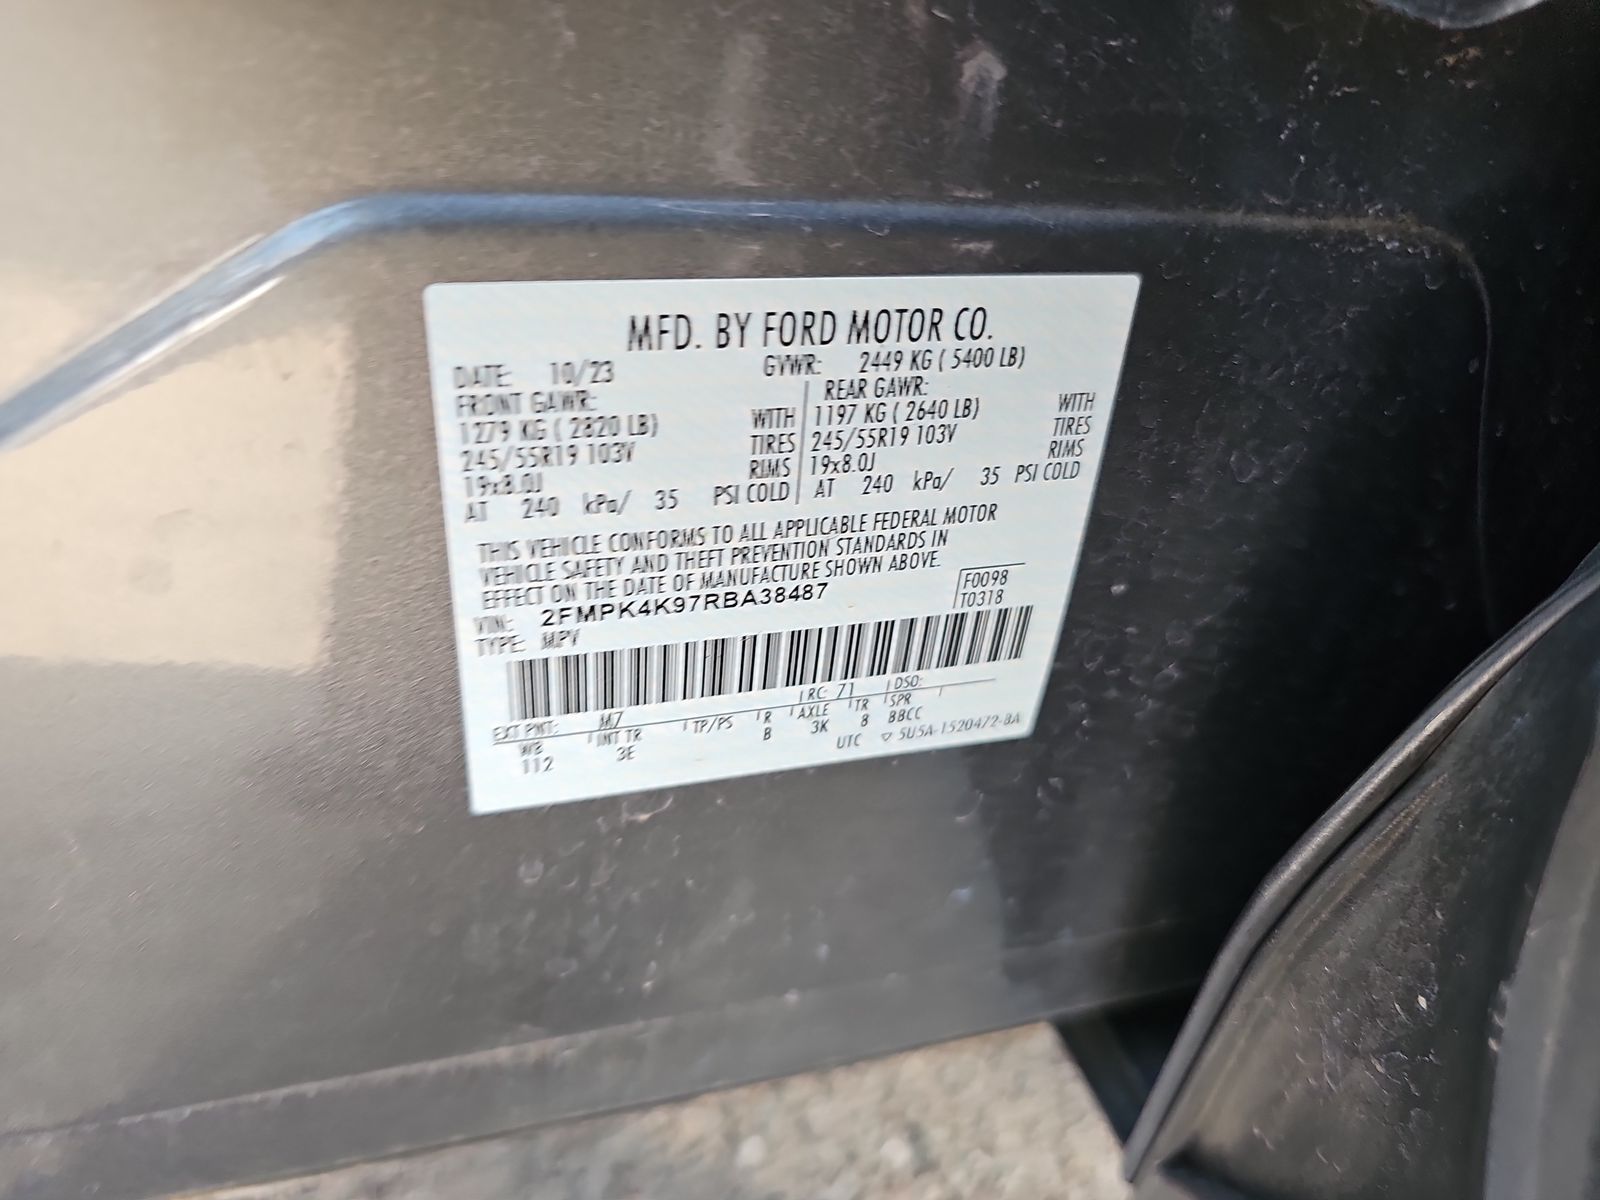 MFD. BY FORD MOTOR CO.
DATE: 10/23 GVWR: 2449 KG ( 5400 LB)
FRONT GAWR: REAR GAWR:
1279 KG ( 2820 LB) WITH 1197 KG ( 2640 LB) WITH
245/55R19 103V TIRES 245/55R19 103V TIRES
19x8.0J RIMS 19x8.0J RIMS
AT 240 kPa/ 35 PSI COLD AT 240 kPa/ 35 PSI COLD
THIS VEHICLE CONFORMS TO ALL APPLICABLE FEDERAL MOTOR
VEHICLE SAFETY AND THEFT PREVENTION STANDARDS IN
EFFECT ON THE DATE OF MANUFACTURE SHOWN ABOVE.
VIN: 2FMPK4K97RBA38487 F0098
TYPE: MPV T0318
EXT PNT: M7 RC: 71 DSO:
WB INT TR TP/PS R AXLE TR SPR
112 3E B 3K 8 BBCC
UTC ▽ 5U5A-1520472-BA